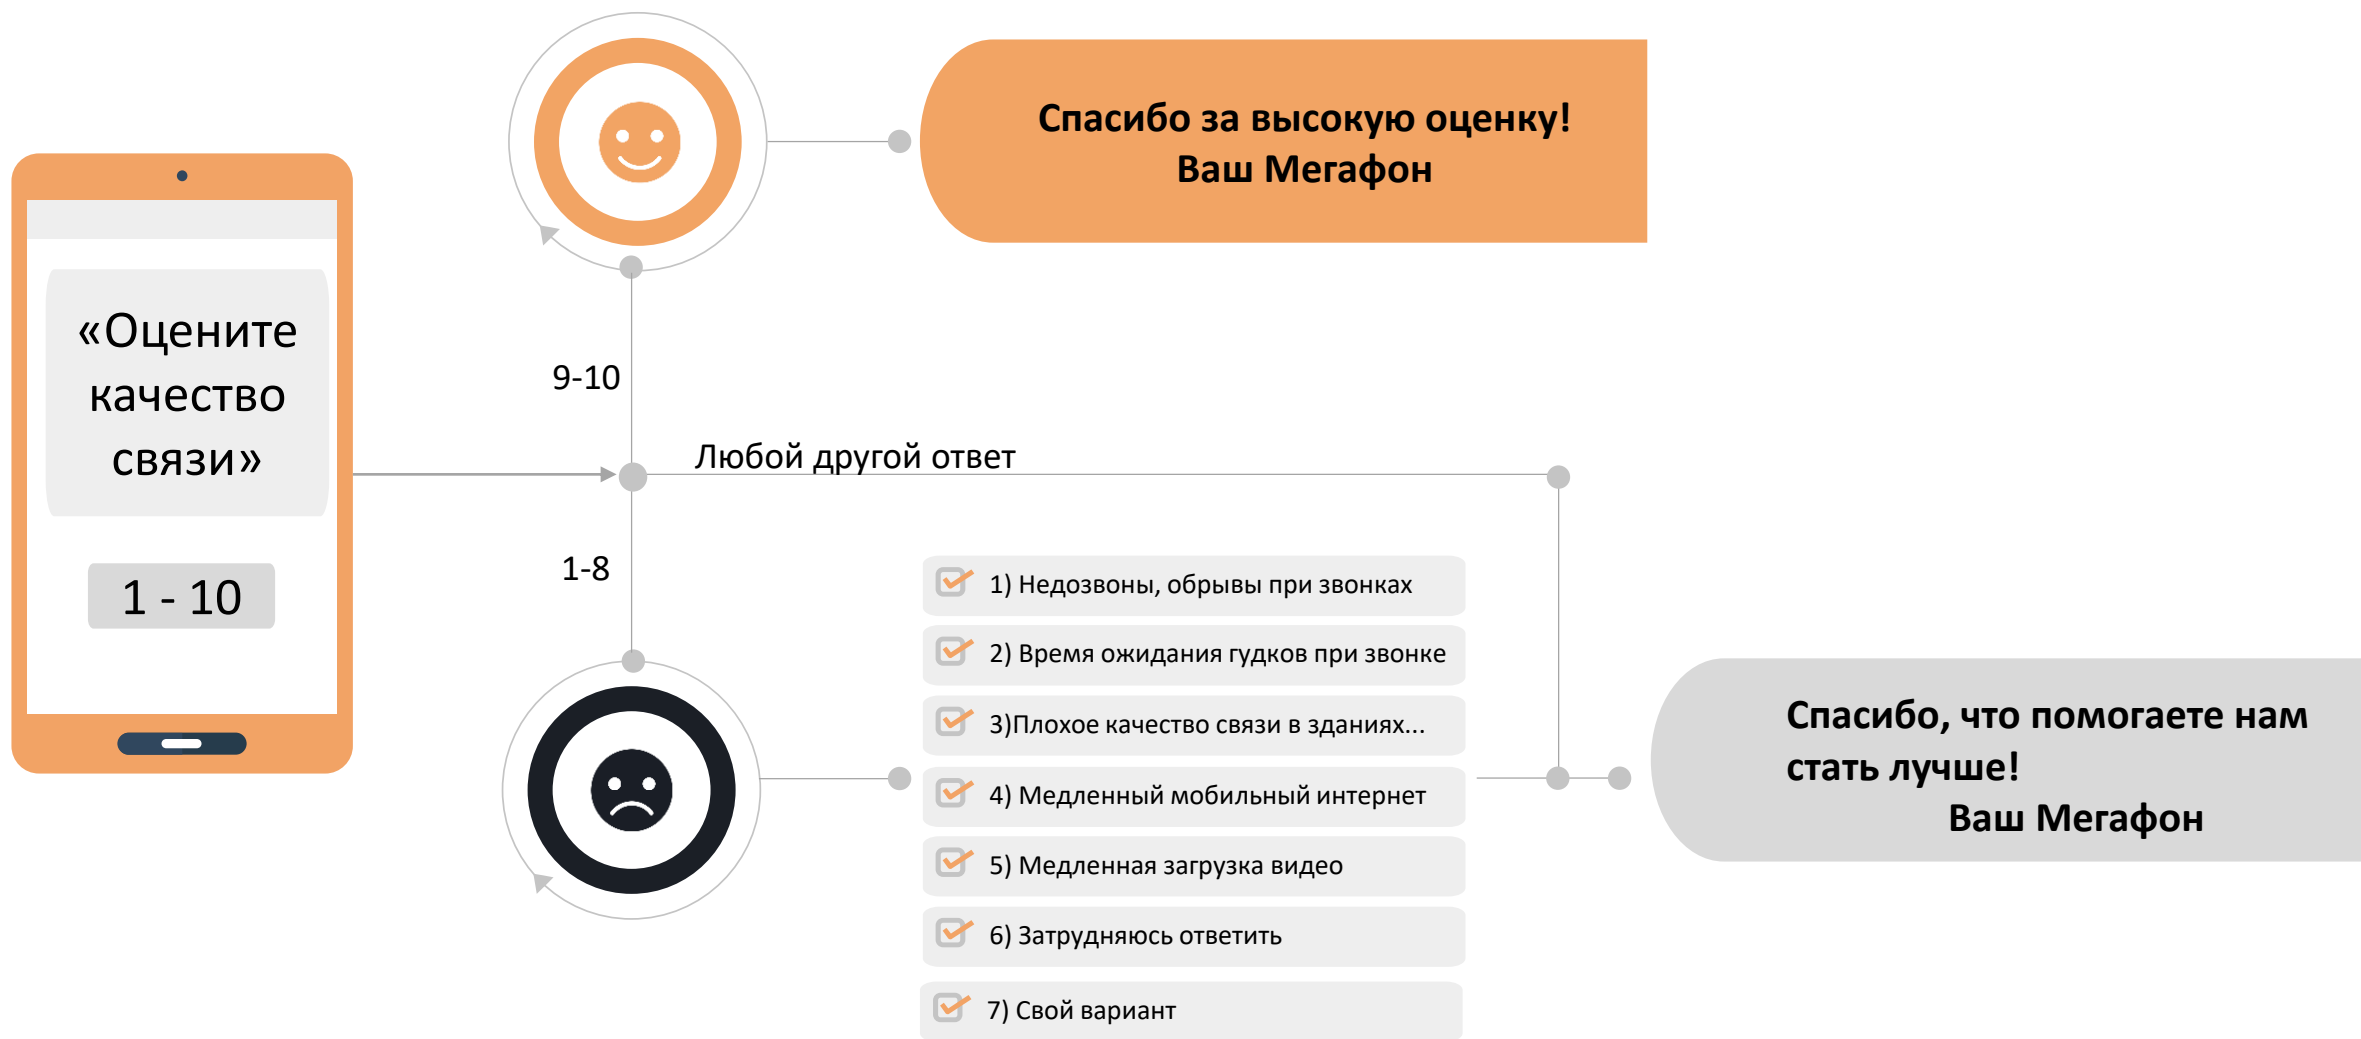 «Оцените
качество
связи»
1 - 10
9-10
Спасибо за высокую оценку!
Ваш Мегафон
Любой другой ответ
1-8
1) Недозвоны, обрывы при звонках
2) Время ожидания гудков при звонке
3)Плохое качество связи в зданиях...
4) Медленный мобильный интернет
5) Медленная загрузка видео
6) Затрудняюсь ответить
7) Свой вариант
Спасибо, что помогаете нам
стать лучше!
Ваш Мегафон